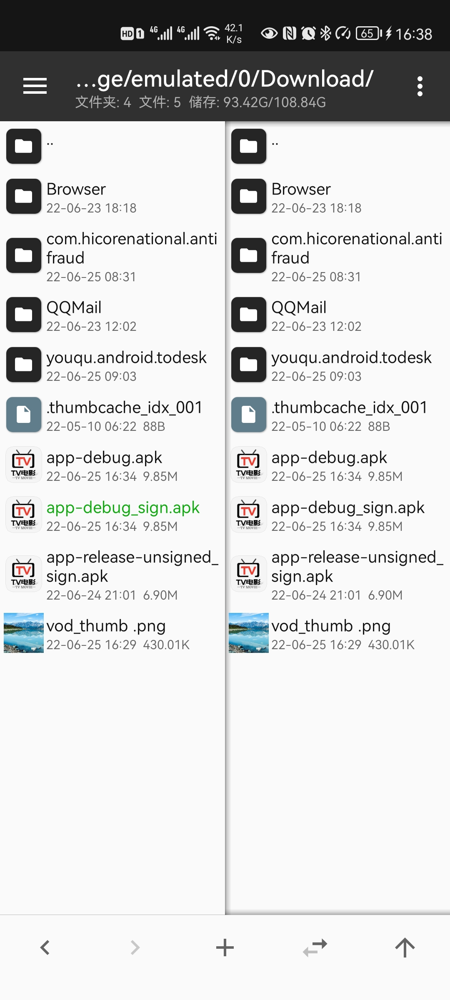 HD 1 4G 4G 42.1 K/s 65 16:38
...ge/emulated/0/Download/
文件夹: 4 文件: 5 储存: 93.42G/108.84G
..
Browser
22-06-23 18:18
com.hicorenational.anti
fraud
22-06-25 08:31
QQMail
22-06-23 12:02
youqu.android.todesk
22-06-25 09:03
.thumbcache_idx_001
22-05-10 06:22 88B
TV
TV电影
TV MOVIE
app-debug.apk
22-06-25 16:34 9.85M
TV
TV电影
TV MOVIE
app-debug_sign.apk
22-06-25 16:34 9.85M
TV
TV电影
TV MOVIE
app-release-unsigned_
sign.apk
22-06-24 21:01 6.90M
vod_thumb .png
22-06-25 16:29 430.01K
..
Browser
22-06-23 18:18
com.hicorenational.anti
fraud
22-06-25 08:31
QQMail
22-06-23 12:02
youqu.android.todesk
22-06-25 09:03
.thumbcache_idx_001
22-05-10 06:22 88B
TV
TV电影
TV MOVIE
app-debug.apk
22-06-25 16:34 9.85M
TV
TV电影
TV MOVIE
app-debug_sign.apk
22-06-25 16:34 9.85M
TV
TV电影
TV MOVIE
app-release-unsigned_
sign.apk
22-06-24 21:01 6.90M
vod_thumb .png
22-06-25 16:29 430.01K